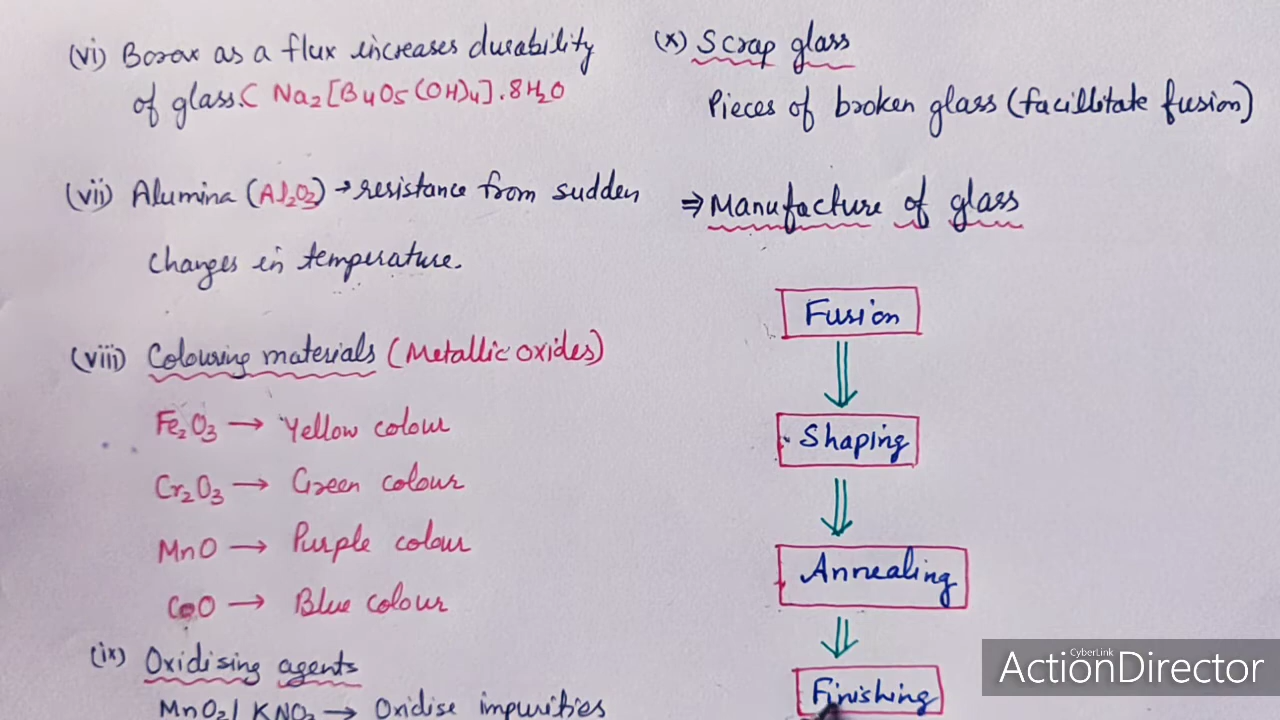 (vi) Borax as a flux increases durability
of glass.( Na2[B4O5(OH)4].8H2O
(vii) Alumina (Al2O2) → resistance from sudden
changes in temperature.
(viii) Colouring materials (Metallic oxides)
Fe2O3 → Yellow colour
Cr2O3 → Green colour
MnO → Purple colour
CoO → Blue colour
(ix) Oxidising agents
MnO2/ KNO3 → Oxidise impurities
(x) Scrap glass
Pieces of broken glass (facillitate fusion)
⇒ Manufacture of glass
Fusion
Shaping
Annealing
Finishing
CyberLink
ActionDirector